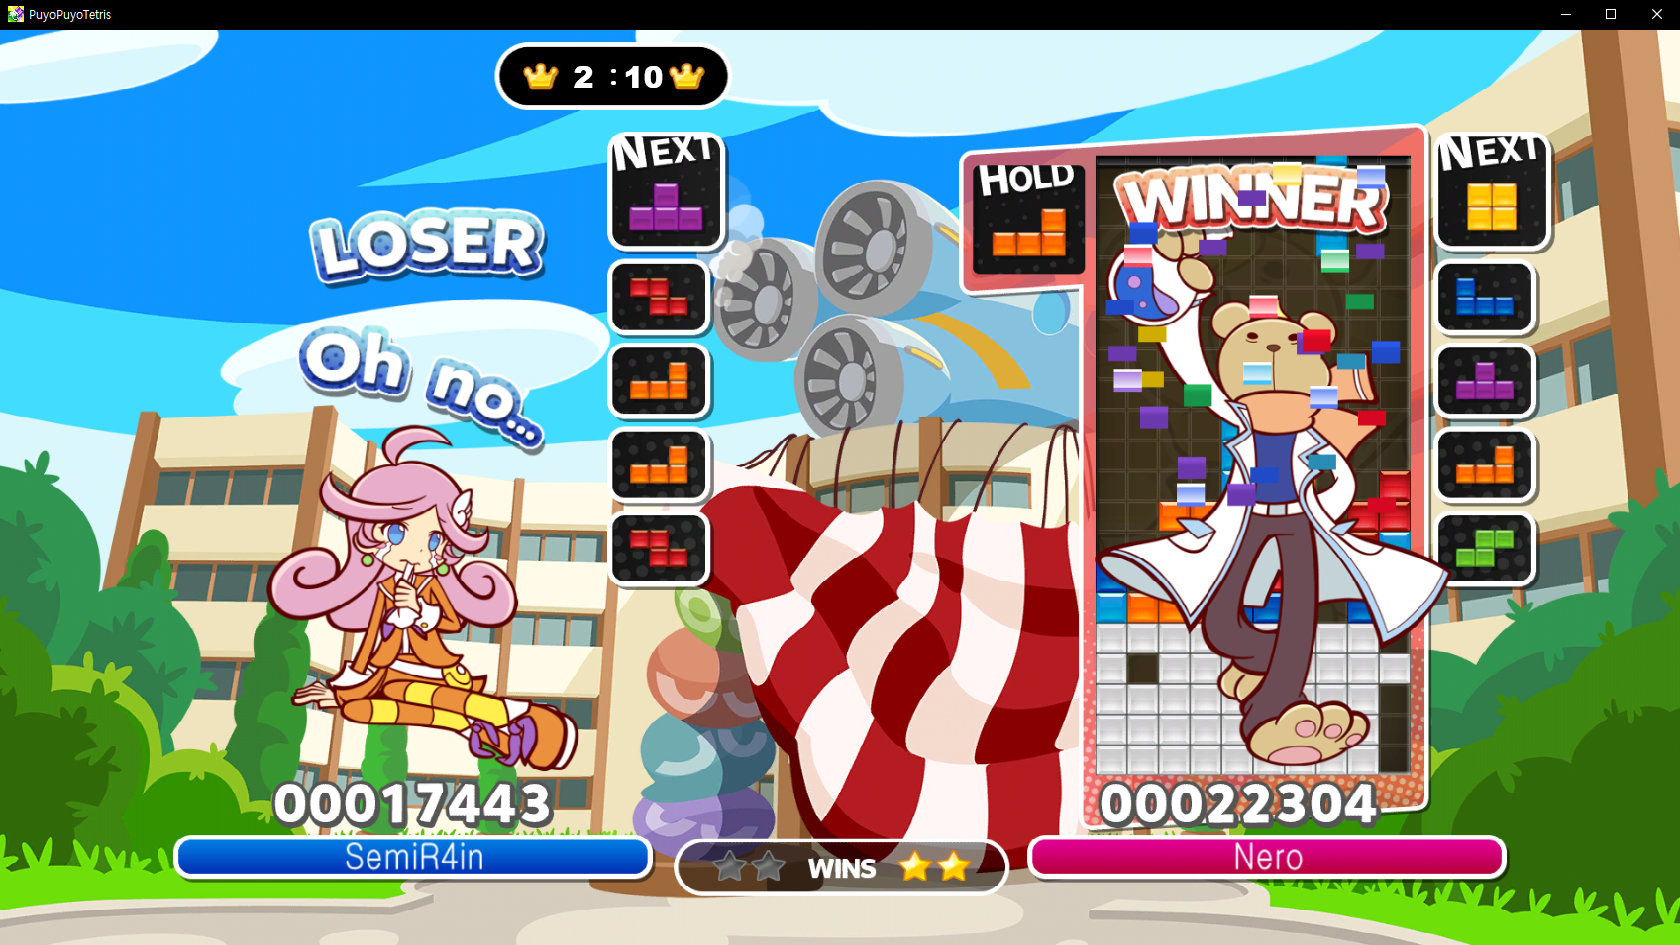 PuyoPuyoTetris
2 : 10
NEXT
HOLD
WINNER
NEXT
LOSER
Oh no...
00017443
00022304
SemiR4in
WINS
Nero